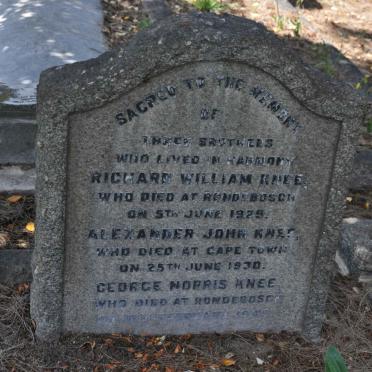 SACRED TO THE MEMORY
OF
THREE BROTHERS
WHO LIVED IN HARMONY
RICHARD WILLIAM KNEE,
WHO DIED AT RONDEBOSCH
ON 5TH JUNE 1929.
ALEXANDER JOHN KNEE,
WHO DIED AT CAPE TOWN
ON 25TH JUNE 1930.
GEORGE NORRIS KNEE,
WHO DIED AT RONDEBOSCH